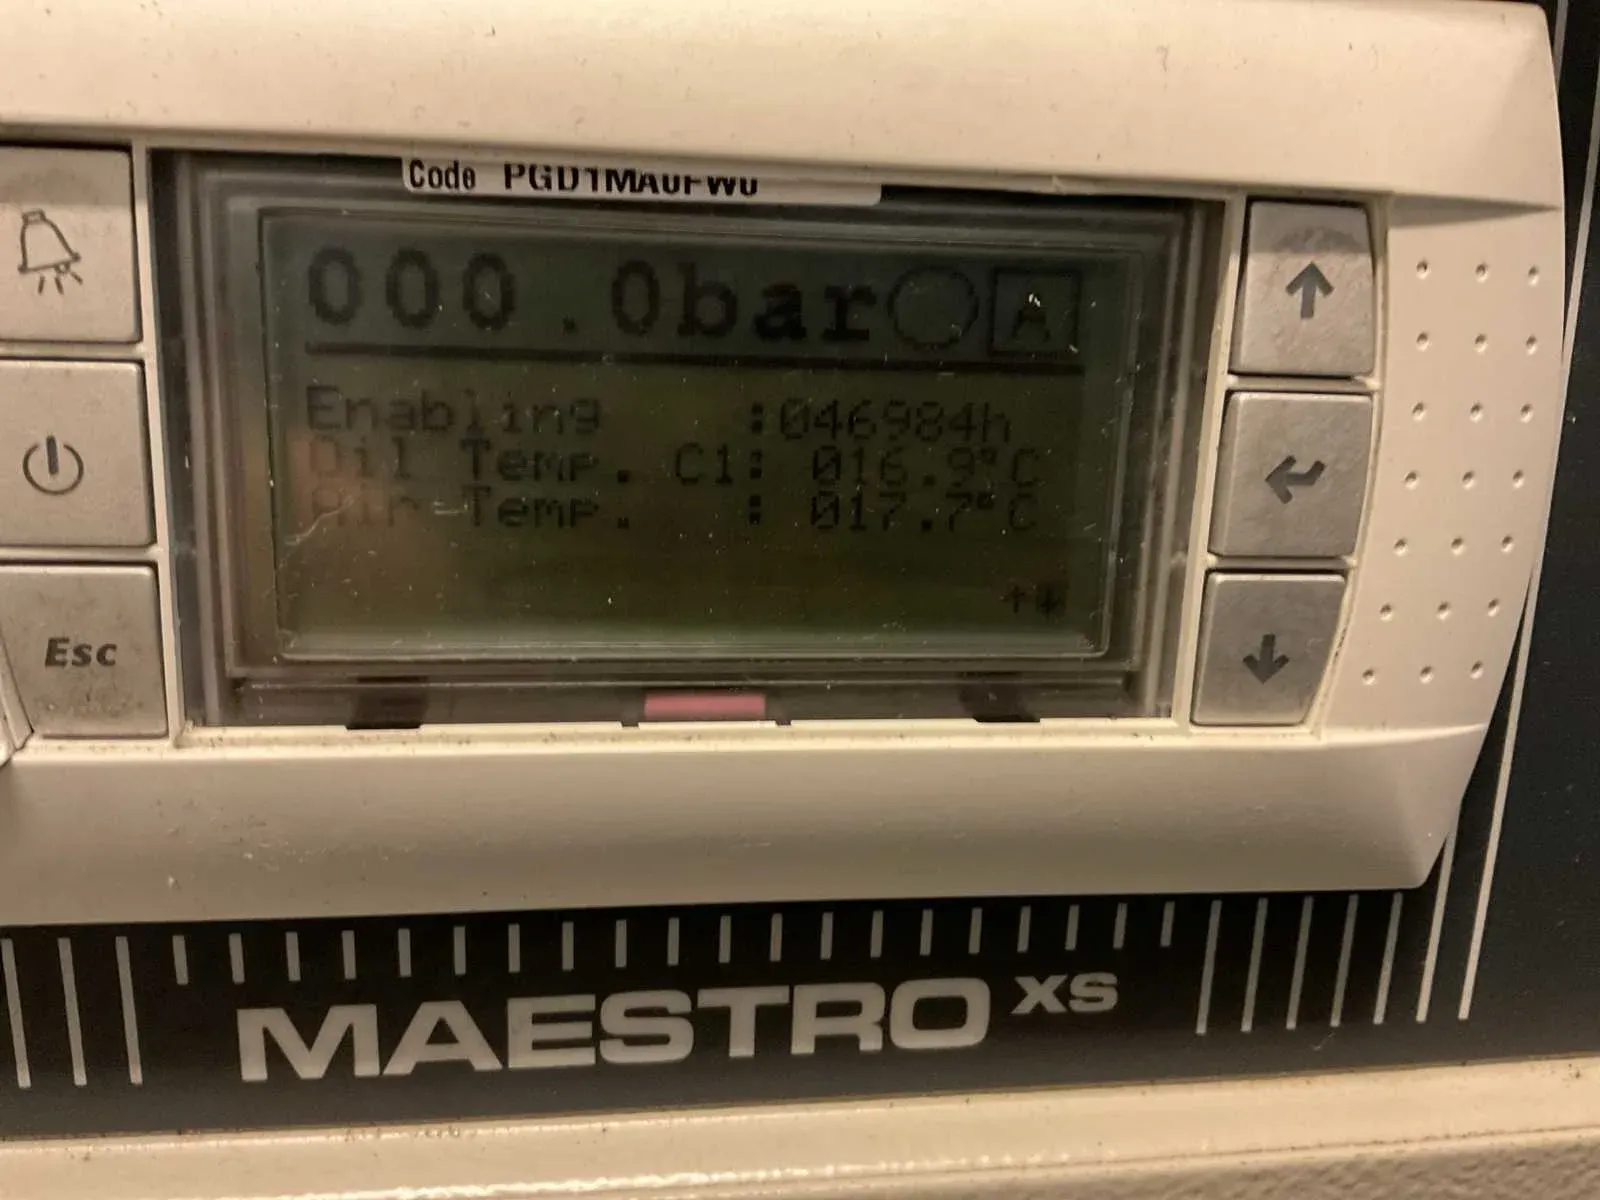 Code PGD1MA0FW0
000.0bar A
Enabling :046984h
Oil Temp. C1: 016.9°C
Air Temp. : 017.7°C
↑↓
Esc
MAESTRO XS